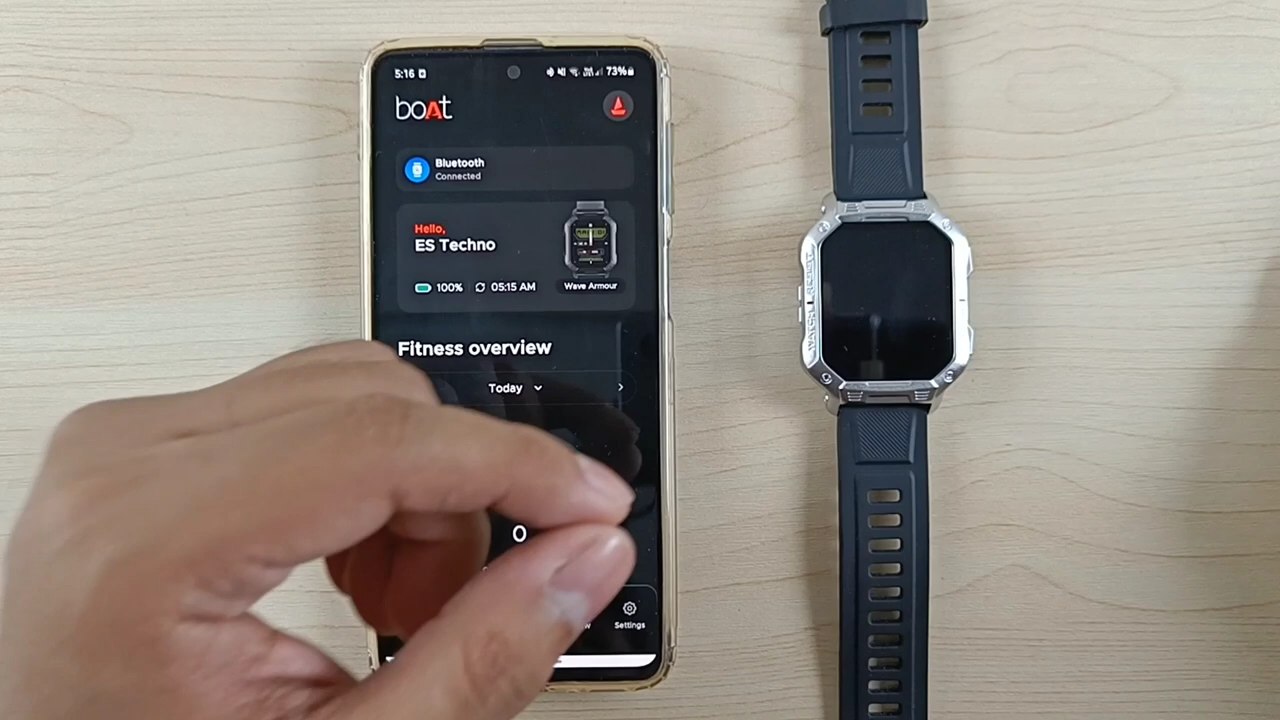 5:16
73%
boAt
Bluetooth
Connected
Hello,
ES Techno
100%
05:15 AM
Wave Armour
Fitness overview
Today
0
Settings